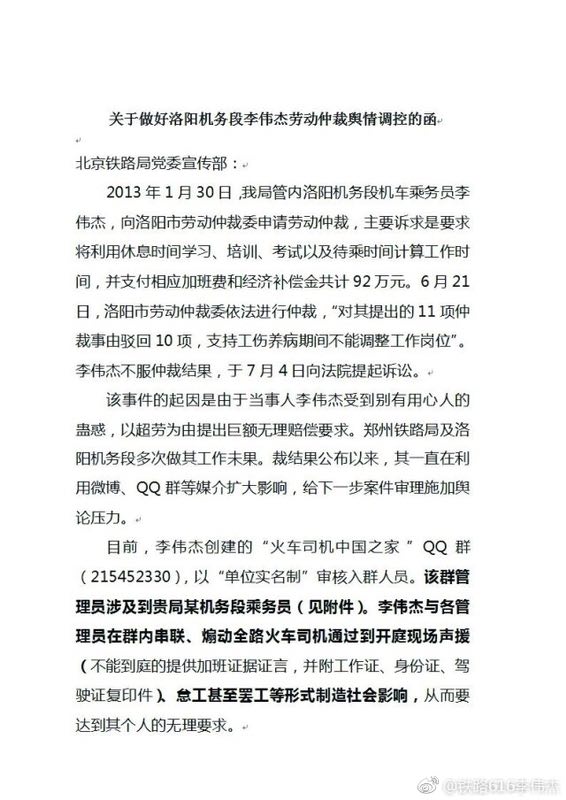 关于做好洛阳机务段李伟杰劳动仲裁舆情调控的函
北京铁路局党委宣传部：
2013年1月30日，我局管内洛阳机务段机车乘务员李
伟杰，向洛阳市劳动仲裁委申请劳动仲裁，主要诉求是要求
将利用休息时间学习、培训、考试以及待乘时间计算工作时
间，并支付相应加班费和经济补偿金共计92万元。6月21
日，洛阳市劳动仲裁委依法进行仲裁，“对其提出的11项仲
裁事由驳回10项，支持工伤养病期间不能调整工作岗位”。
李伟杰不服仲裁结果，于7月4日向法院提起诉讼。
该事件的起因是由于当事人李伟杰受到别有用心人的
蛊惑，以超劳为由提出巨额无理赔偿要求。郑州铁路局及洛
阳机务段多次做其工作未果。裁结果公布以来，其一直在利
用微博、QQ群等媒介扩大影响，给下一步案件审理施加舆
论压力。
目前，李伟杰创建的“火车司机中国之家”QQ群
（215452330），以“单位实名制”审核入群人员。该群管
理员涉及到贵局某机务段乘务员（见附件）。李伟杰与各管
理员在群内串联、煽动全路火车司机通过到开庭现场声援
（不能到庭的提供加班证据证言，并附工作证、身份证、驾
驶证复印件）、怠工甚至罢工等形式制造社会影响，从而要
达到其个人的无理要求。
@铁路616李伟杰